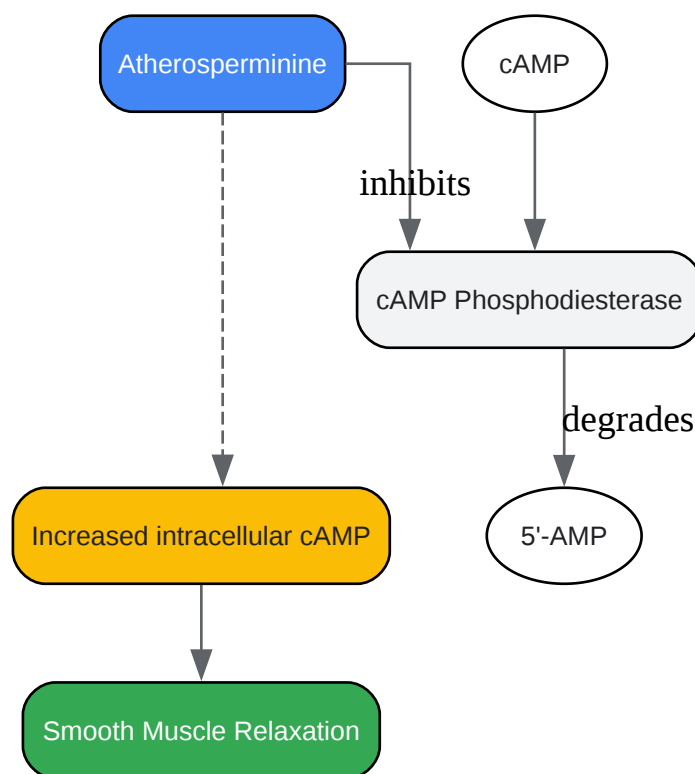 Atherosperminine
cAMP
inhibits
cAMP Phosphodiesterase
degrades
Increased intracellular cAMP
5'-AMP
Smooth Muscle Relaxation